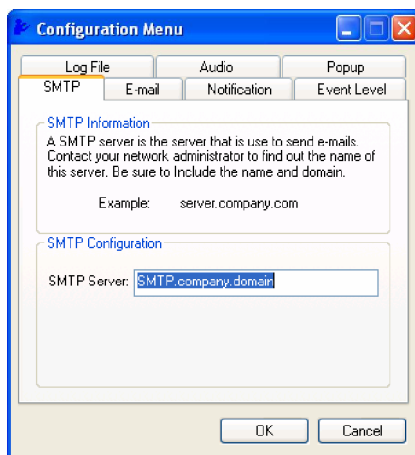 Configuration Menu
Log File Audio Popup
SMTP E-mail Notification Event Level
SMTP Information
A SMTP server is the server that is use to send e-mails.
Contact your network administrator to find out the name of
this server. Be sure to Include the name and domain.
Example: server.company.com
SMTP Configuration
SMTP Server: SMTP.company.domain
OK Cancel